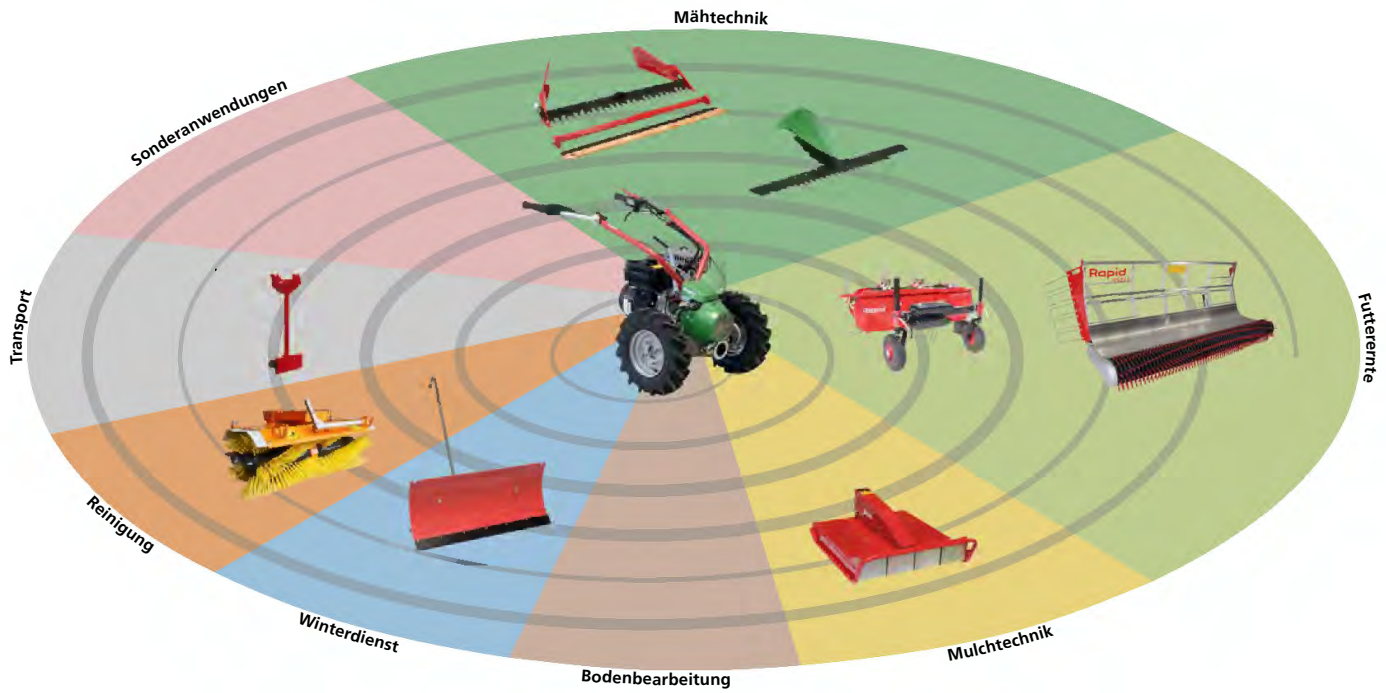 Mähtechnik
Sonderanwendungen
Transport
Reinigung
Winterdienst
Bodenbearbeitung
Mulchtechnik
Futterernte
Rapid